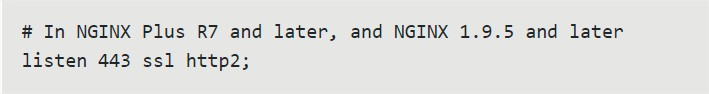 # In NGINX Plus R7 and later, and NGINX 1.9.5 and later
listen 443 ssl http2;